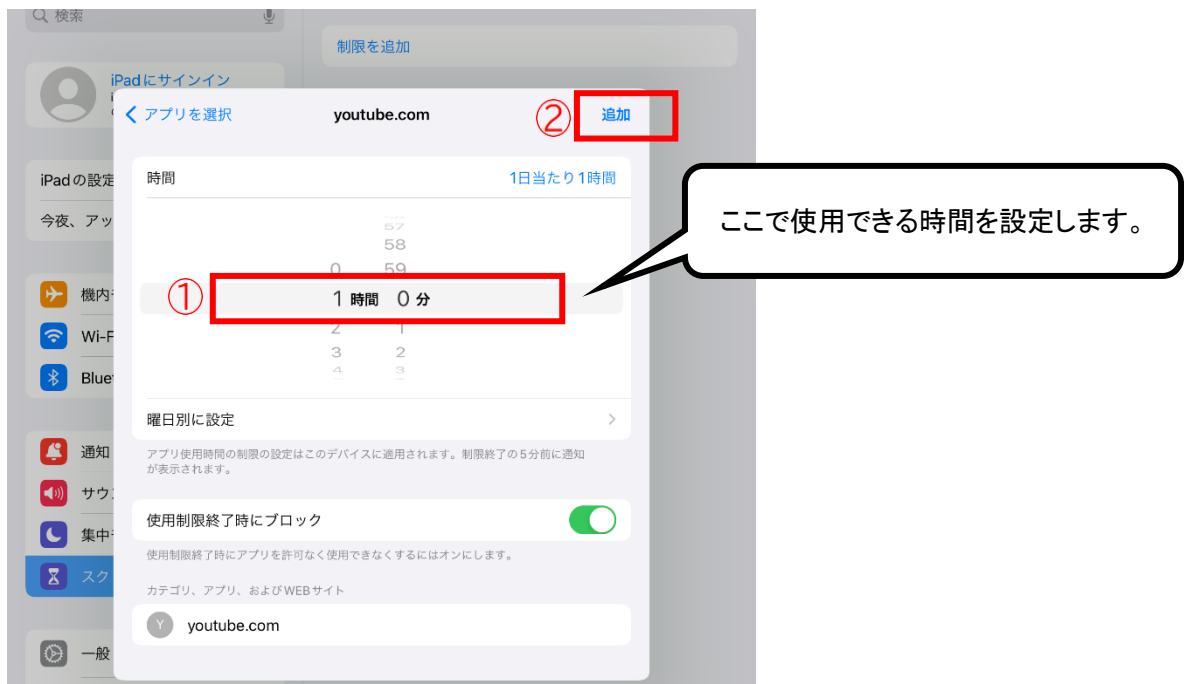 検索
制限を追加
iPadにサインイン
アプリを選択
youtube.com
②
追加
iPadの設定
時間
1日当たり1時間
今夜、アッ
ここで使用できる時間を設定します。
57
58
0 59
機内
①
1 時間 0 分
Wi-F
2 1
3 2
4 3
Blue
曜日別に設定
通知
アプリ使用時間の制限の設定はこのデバイスに適用されます。制限終了の5分前に通知
が表示されます。
サウ
使用制限終了時にブロック
集中
使用制限終了時にアプリを許可なく使用できなくするにはオンにします。
スク
カテゴリ、アプリ、およびWEBサイト
Y youtube.com
一般